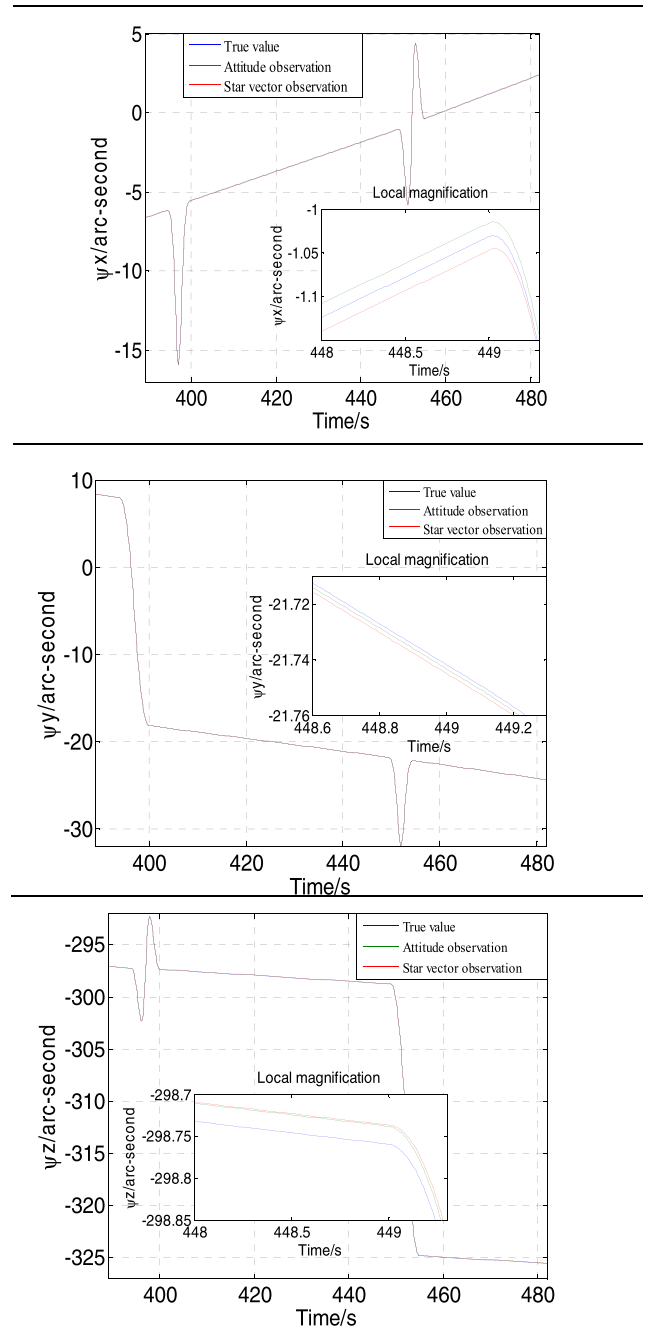 5
0
-5
-10
-15
ψx/arc-second
True value
Attitude observation
Star vector observation
Local magnification
-1
-1.05
-1.1
ψx/arc-second
448
448.5
449
Time/s
400
420
440
460
480
Time/s
10
0
-10
-20
-30
ψy/arc-second
True value
Attitude observation
Star vector observation
Local magnification
-21.72
-21.74
-21.76
ψy/arc-second
448.6
448.8
449
449.2
Time/s
400
420
440
460
480
Time/s
-295
-300
-305
-310
-315
-320
-325
ψz/arc-second
True value
Attitude observation
Star vector observation
Local magnification
-298.7
-298.75
-298.8
-298.85
ψz/arc-second
448
448.5
449
Time/s
400
420
440
460
480
Time/s